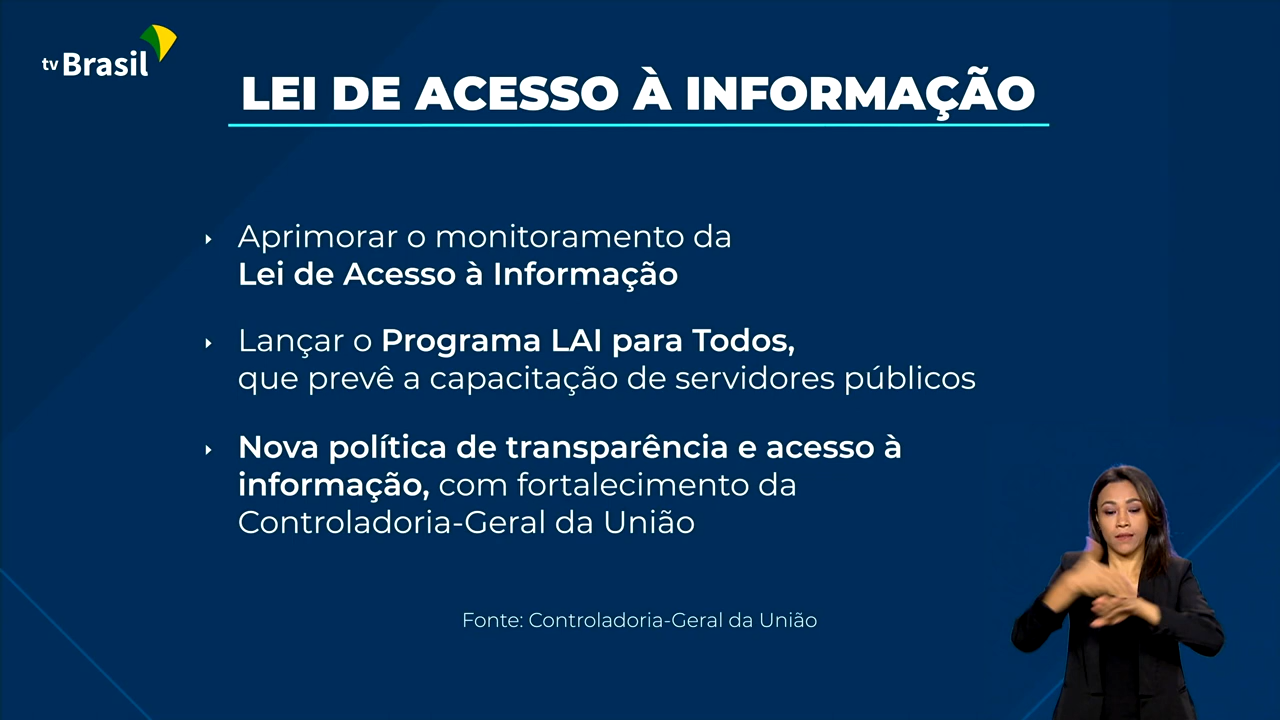 tv Brasil
LEI DE ACESSO À INFORMAÇÃO
Aprimorar o monitoramento da
Lei de Acesso à Informação
Lançar o Programa LAI para Todos,
que prevê a capacitação de servidores públicos
Nova política de transparência e acesso à
informação, com fortalecimento da
Controladoria-Geral da União
Fonte: Controladoria-Geral da União